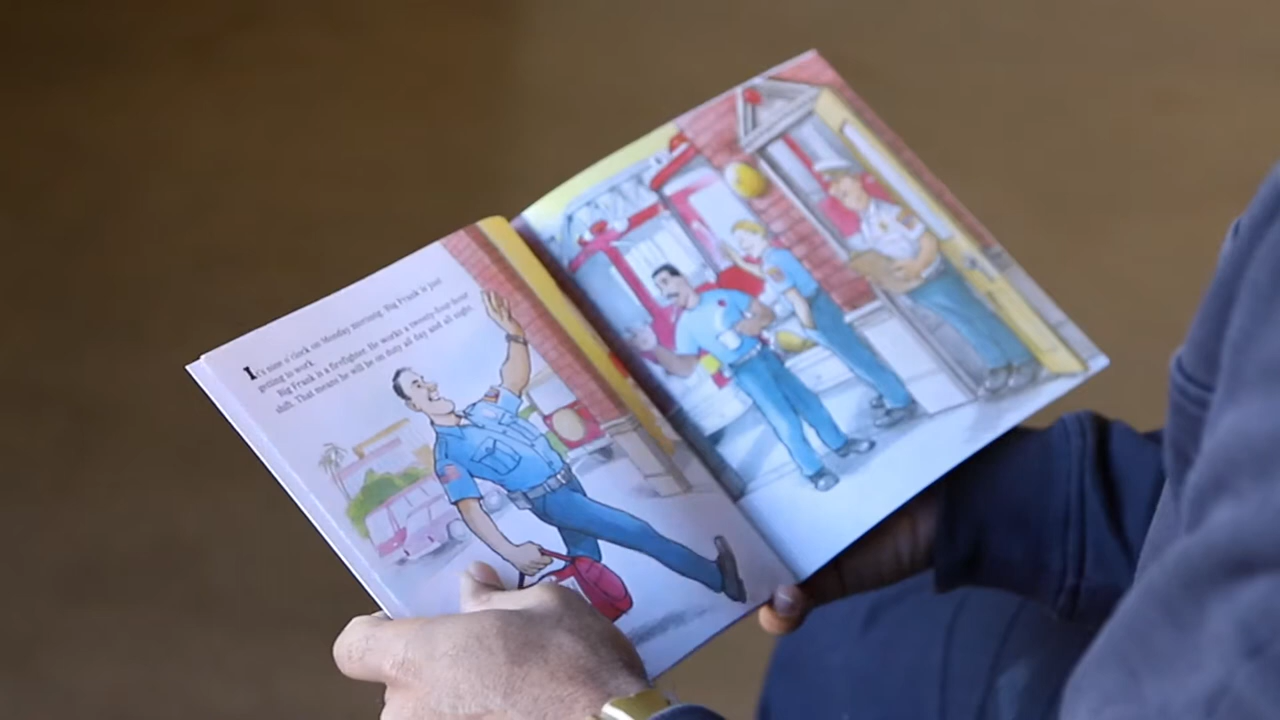 It's nine o'clock on Monday morning. Big Frank is just
getting to work.
Big Frank is a firefighter. He works a twenty-four-hour
shift. That means he will be on duty all day and all night.